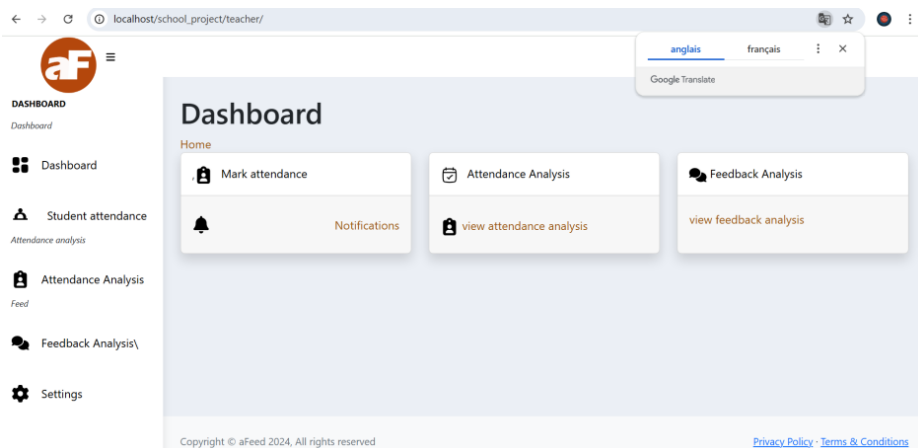 localhost/school_project/teacher/
anglais français
Google Translate
aF
DASHBOARD
Dashboard
Dashboard
Student attendance
Attendance analysis
Attendance Analysis
Feed
Feedback Analysis\
Settings
Dashboard
Home
, Mark attendance
Notifications
Attendance Analysis
view attendance analysis
Feedback Analysis
view feedback analysis
Copyright © aFeed 2024, All rights reserved
Privacy Policy · Terms & Conditions